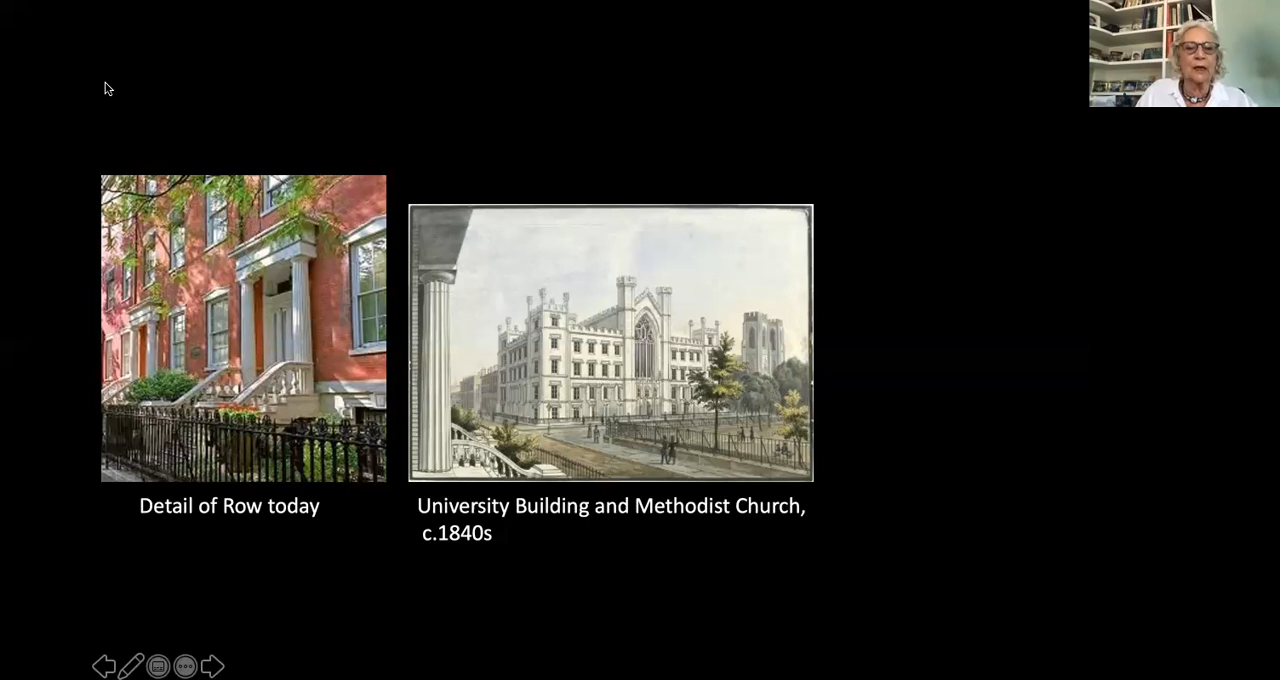 Detail of Row today
University Building and Methodist Church,
c.1840s